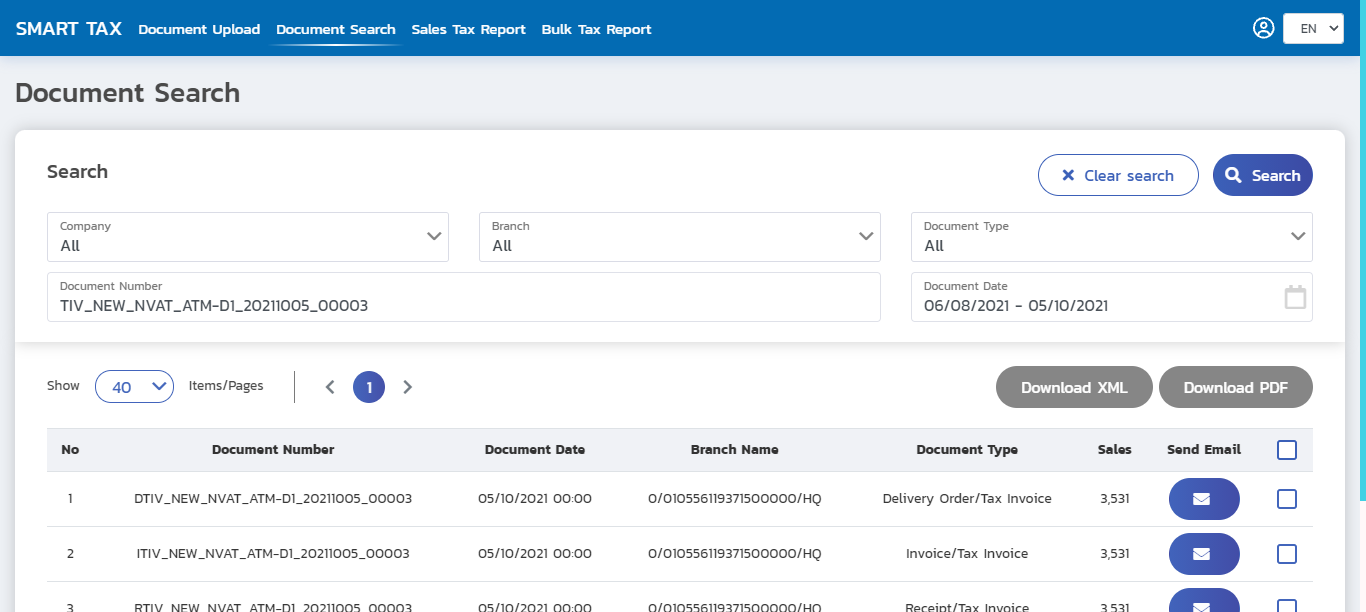 SMART TAX Document Upload Document Search Sales Tax Report Bulk Tax Report EN
Document Search
Search Clear search Search
Company Branch Document Type
All All All
Document Number Document Date
TIV_NEW_NVAT_ATM-D1_20211005_00003 06/08/2021 - 05/10/2021
Show 40 Items/Pages 1 Download XML Download PDF
No Document Number Document Date Branch Name Document Type Sales Send Email
1 DTIV_NEW_NVAT_ATM-D1_20211005_00003 05/10/2021 00:00 0/010556119371500000/HQ Delivery Order/Tax Invoice 3,531
2 ITIV_NEW_NVAT_ATM-D1_20211005_00003 05/10/2021 00:00 0/010556119371500000/HQ Invoice/Tax Invoice 3,531
3 RTIV_NEW_NVAT_ATM-D1_20211005_00003 05/10/2021 00:00 0/010556119371500000/HQ Receipt/Tax Invoice 3,531